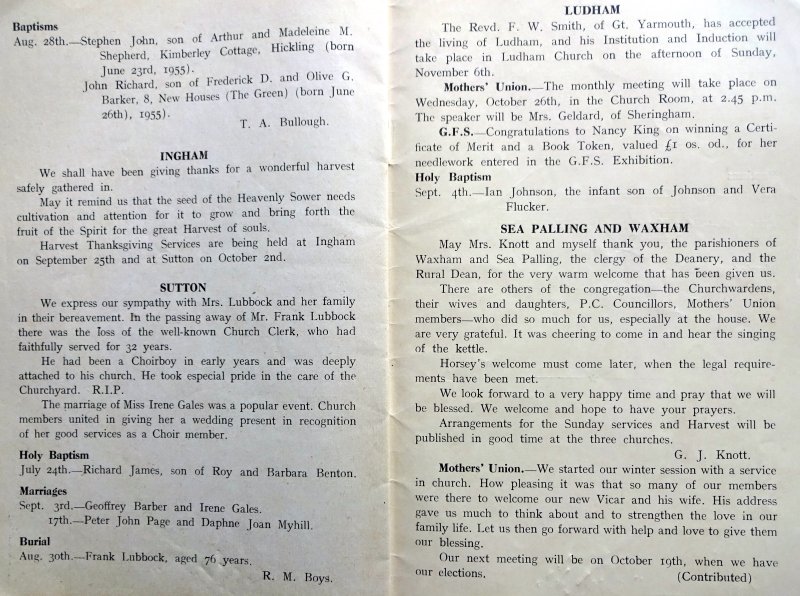 Baptisms
Aug. 28th.—Stephen John, son of Arthur and Madeleine M.
Shepherd, Kimberley Cottage, Hickling (born
June 23rd, 1955).
John Richard, son of Frederick D. and Olive G.
Barker, 8, New Houses (The Green) (born June
26th), 1955).
T. A. Bullough.
INGHAM
We shall have been giving thanks for a wonderful harvest
safely gathered in.
May it remind us that the seed of the Heavenly Sower needs
cultivation and attention for it to grow and bring forth the
fruit of the Spirit for the great Harvest of souls.
Harvest Thanksgiving Services are being held at Ingham
on September 25th and at Sutton on October 2nd.
SUTTON
We express our sympathy with Mrs. Lubbock and her family
in their bereavement. In the passing away of Mr. Frank Lubbock
there was the loss of the well-known Church Clerk, who had
faithfully served for 32 years.
He had been a Choirboy in early years and was deeply
attached to his church. He took especial pride in the care of the
Churchyard. R.I.P.
The marriage of Miss Irene Gales was a popular event. Church
members united in giving her a wedding present in recognition
of her good services as a Choir member.
Holy Baptism
July 24th.—Richard James, son of Roy and Barbara Benton.
Marriages
Sept. 3rd.—Geoffrey Barber and Irene Gales.
17th.—Peter John Page and Daphne Joan Myhill.
Burial
Aug. 30th.—Frank Lubbock, aged 76 years.
R. M. Boys.
LUDHAM
The Revd. F. W. Smith, of Gt. Yarmouth, has accepted
the living of Ludham, and his Institution and Induction will
take place in Ludham Church on the afternoon of Sunday,
November 6th.
Mothers' Union.—The monthly meeting will take place on
Wednesday, October 26th, in the Church Room, at 2.45 p.m.
The speaker will be Mrs. Geldard, of Sheringham.
G.F.S.—Congratulations to Nancy King on winning a Certi-
ficate of Merit and a Book Token, valued £1 0s. 0d., for her
needlework entered in the G.F.S. Exhibition.
Holy Baptism
Sept. 4th.—Ian Johnson, the infant son of Johnson and Vera
Flucker.
SEA PALLING AND WAXHAM
May Mrs. Knott and myself thank you, the parishioners of
Waxham and Sea Palling, the clergy of the Deanery, and the
Rural Dean, for the very warm welcome that has been given us.
There are others of the congregation—the Churchwardens,
their wives and daughters, P.C. Councillors, Mothers' Union
members—who did so much for us, especially at the house. We
are very grateful. It was cheering to come in and hear the singing
of the kettle.
Horsey's welcome must come later, when the legal require-
ments have been met.
We look forward to a very happy time and pray that we will
be blessed. We welcome and hope to have your prayers.
Arrangements for the Sunday services and Harvest will be
published in good time at the three churches.
G. J. Knott.
Mothers' Union.—We started our winter session with a service
in church. How pleasing it was that so many of our members
were there to welcome our new Vicar and his wife. His address
gave us much to think about and to strengthen the love in our
family life. Let us then go forward with help and love to give them
our blessing.
Our next meeting will be on October 19th, when we have
our elections.
(Contributed)